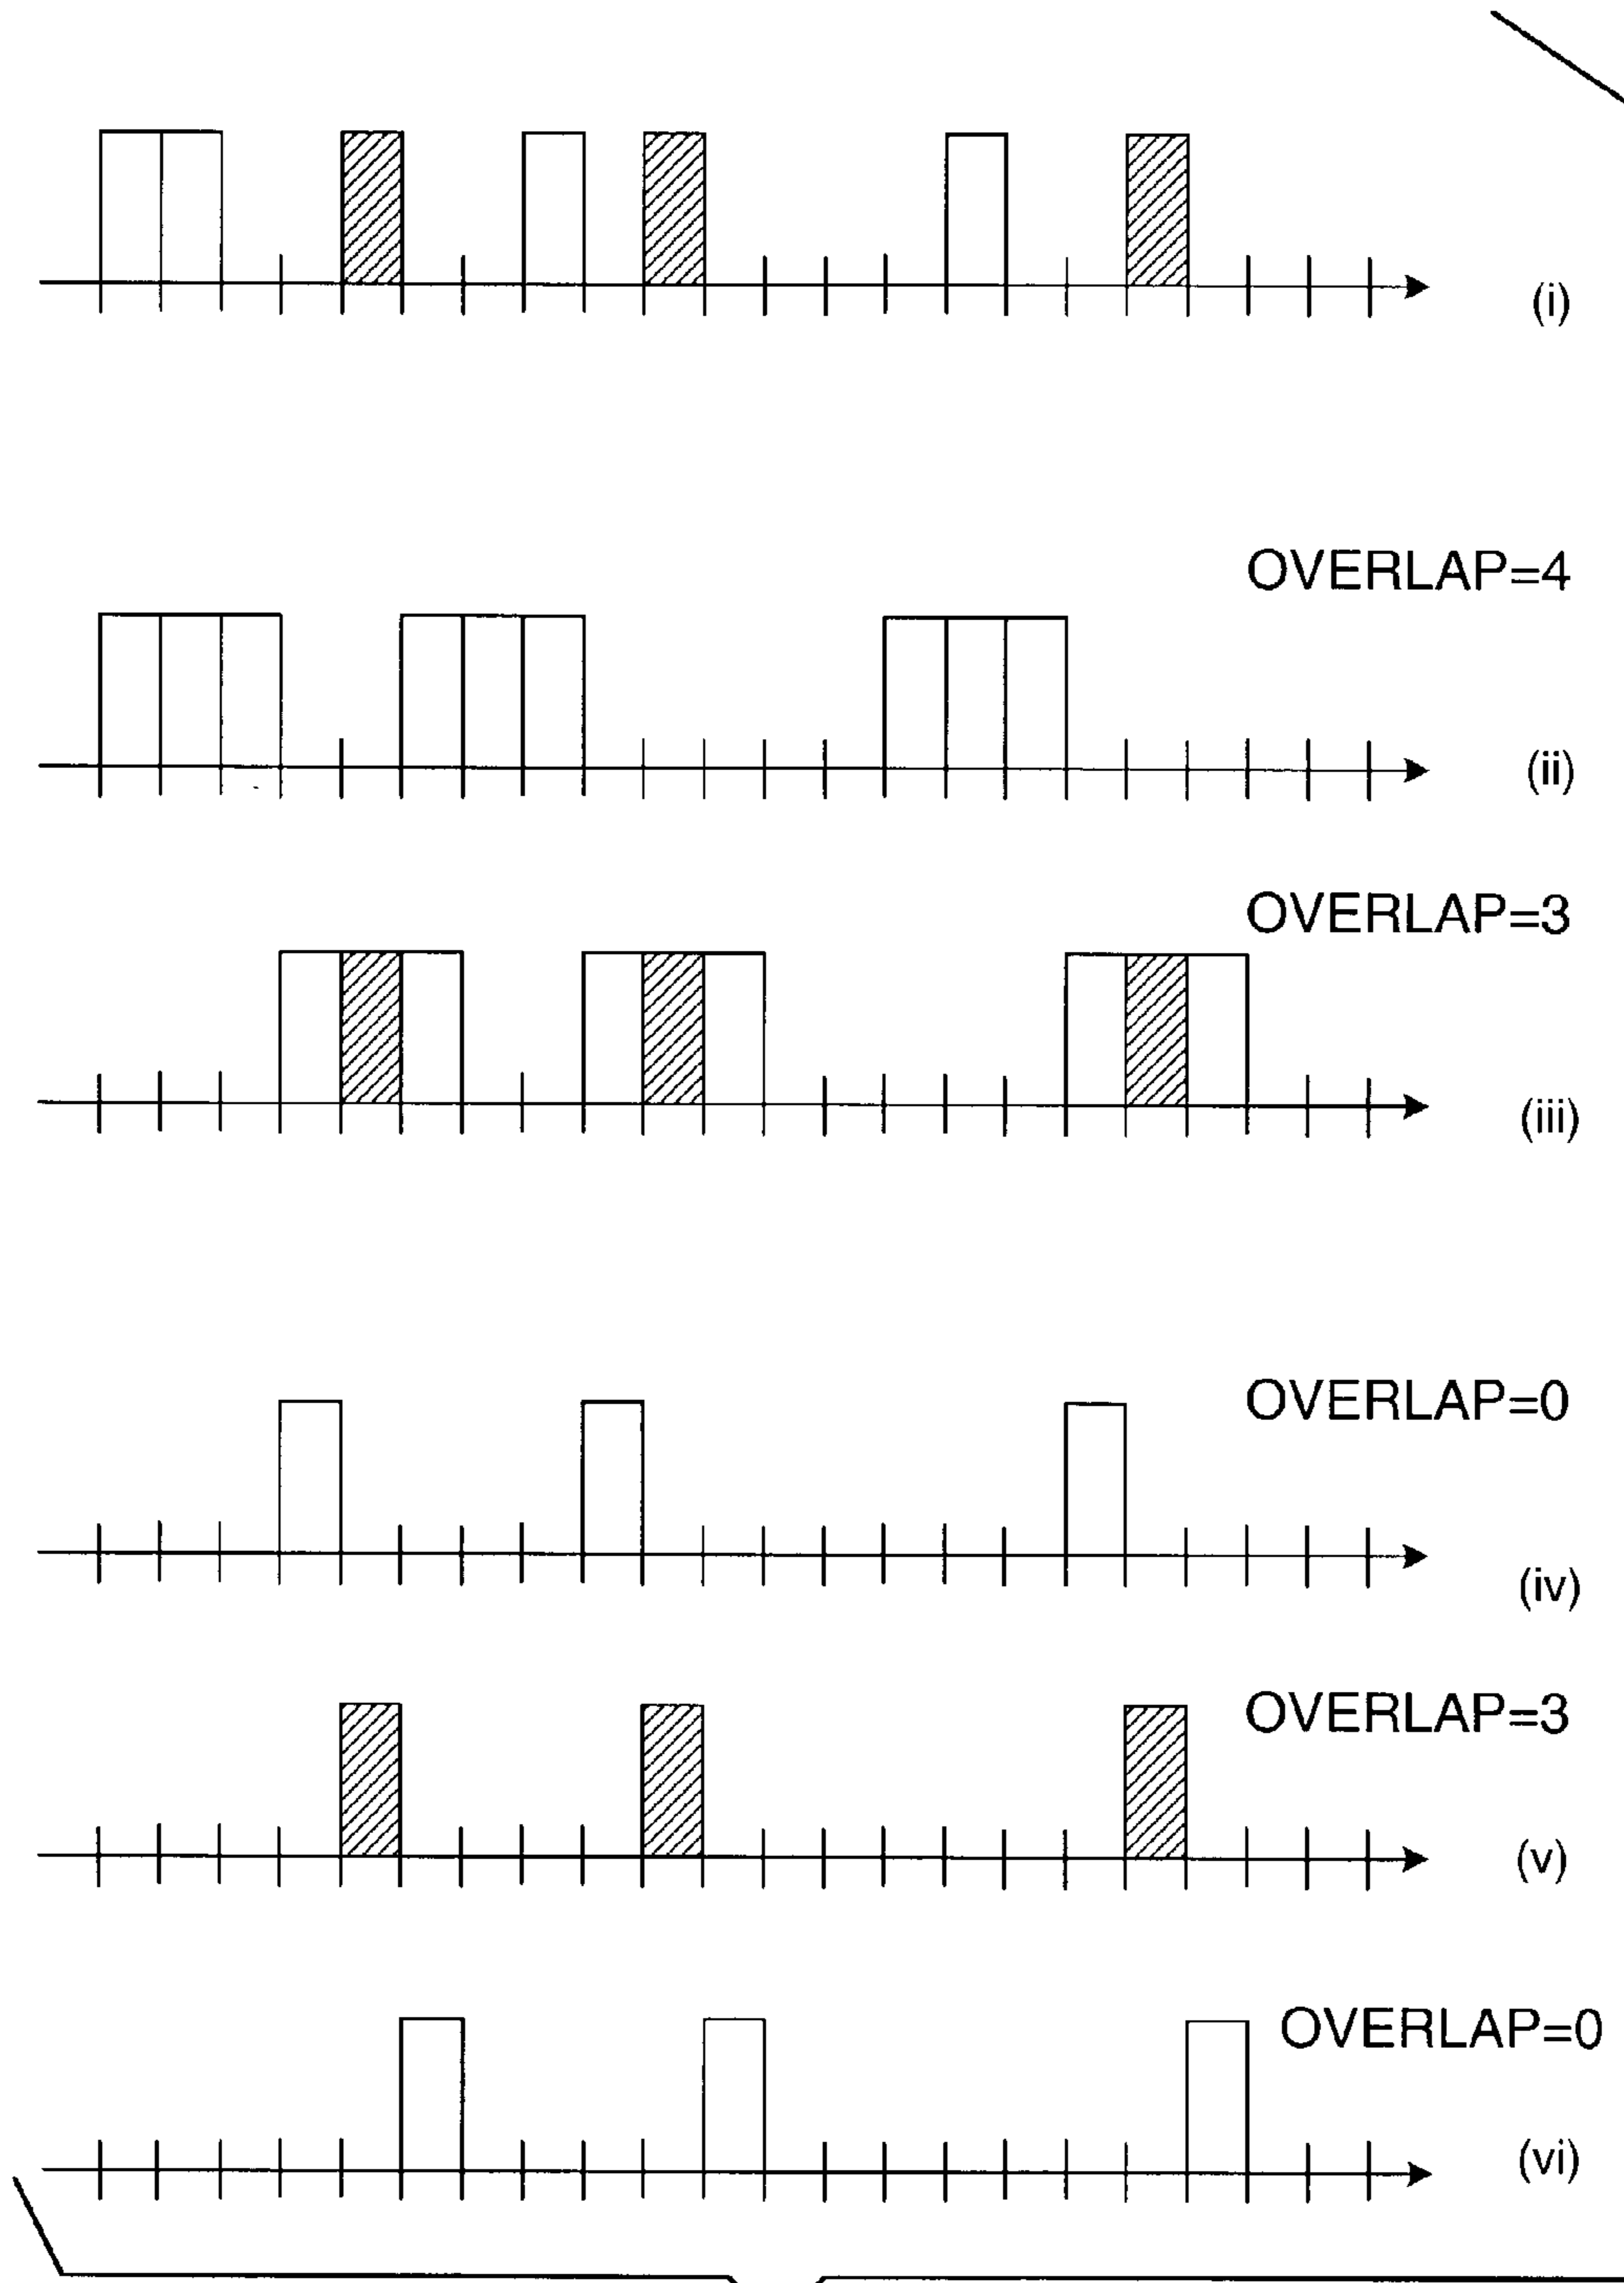 (i)
OVERLAP=4
(ii)
OVERLAP=3
(iii)
OVERLAP=0
(iv)
OVERLAP=3
(v)
OVERLAP=0
(vi)